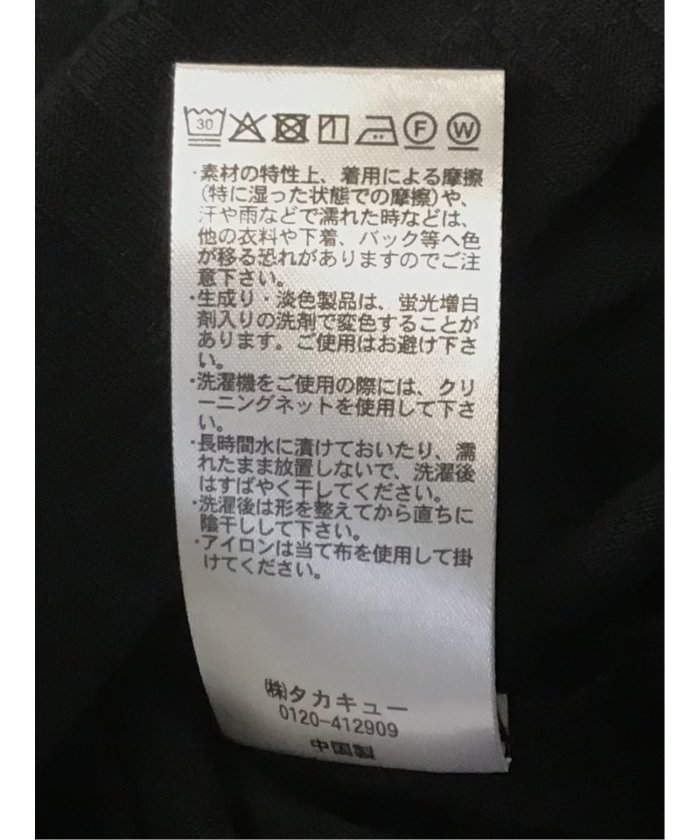 30 F W
・素材の特性上、着用による摩擦
(特に湿った状態での摩擦)や、
汗や雨などで濡れた時などは、
他の衣料や下着、バック等へ色
が移る恐れがありますのでご注
意下さい。
・生成り・淡色製品は、蛍光増白
剤入りの洗剤で変色することが
あります。ご使用はお避け下さ
い。
・洗濯機をご使用の際には、クリ
ーニングネットを使用して下さ
い。
・長時間水に漬けておいたり、濡
れたまま放置しないで、洗濯後
はすばやく干してください。
・洗濯後は形を整えてから直ちに
陰干しして下さい。
・アイロンは当て布を使用して掛
けてください。
㈱タカキュー
0120-412909
中国製